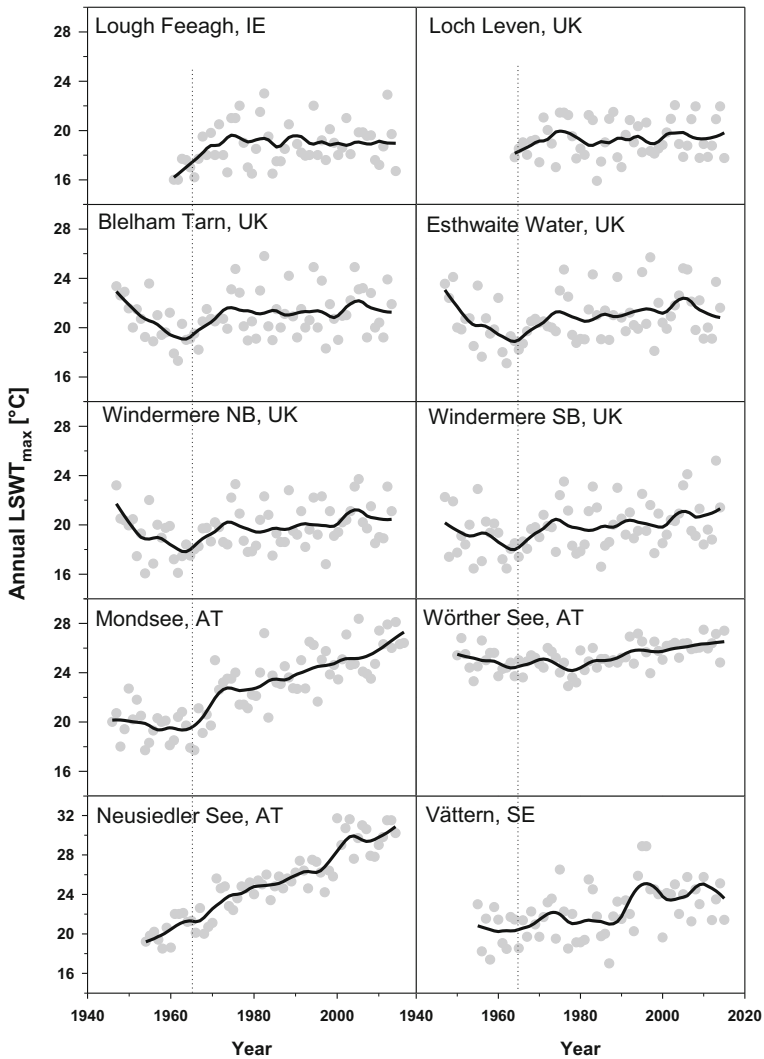 Lough Feeagh, IE
Loch Leven, UK
28
24
20
16
Blelham Tarn, UK
Esthwaite Water, UK
28
24
20
16
Windermere NB, UK
Windermere SB, UK
28
24
20
16
Mondsee, AT
Wörther See, AT
28
24
20
16
Neusiedler See, AT
Vättern, SE
32
28
24
20
16
Annual LSWTmax [°C]
1940 1960 1980 2000 1940 1960 1980 2000 2020
Year Year